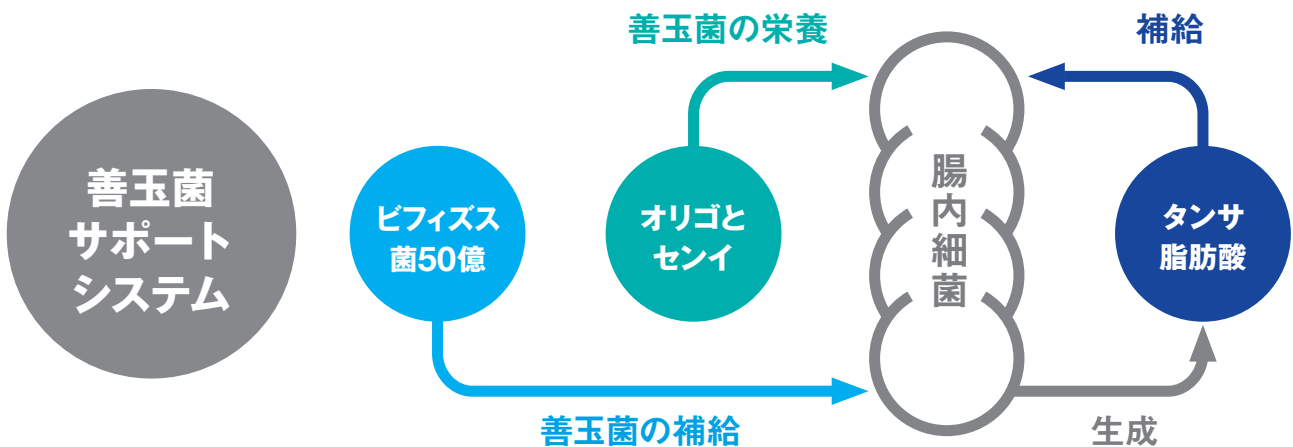 善玉菌
サポート
システム
ビフィズス
菌50億
善玉菌の補給
オリゴと
センイ
善玉菌の栄養
腸内細菌
補給
タンサ
脂肪酸
生成